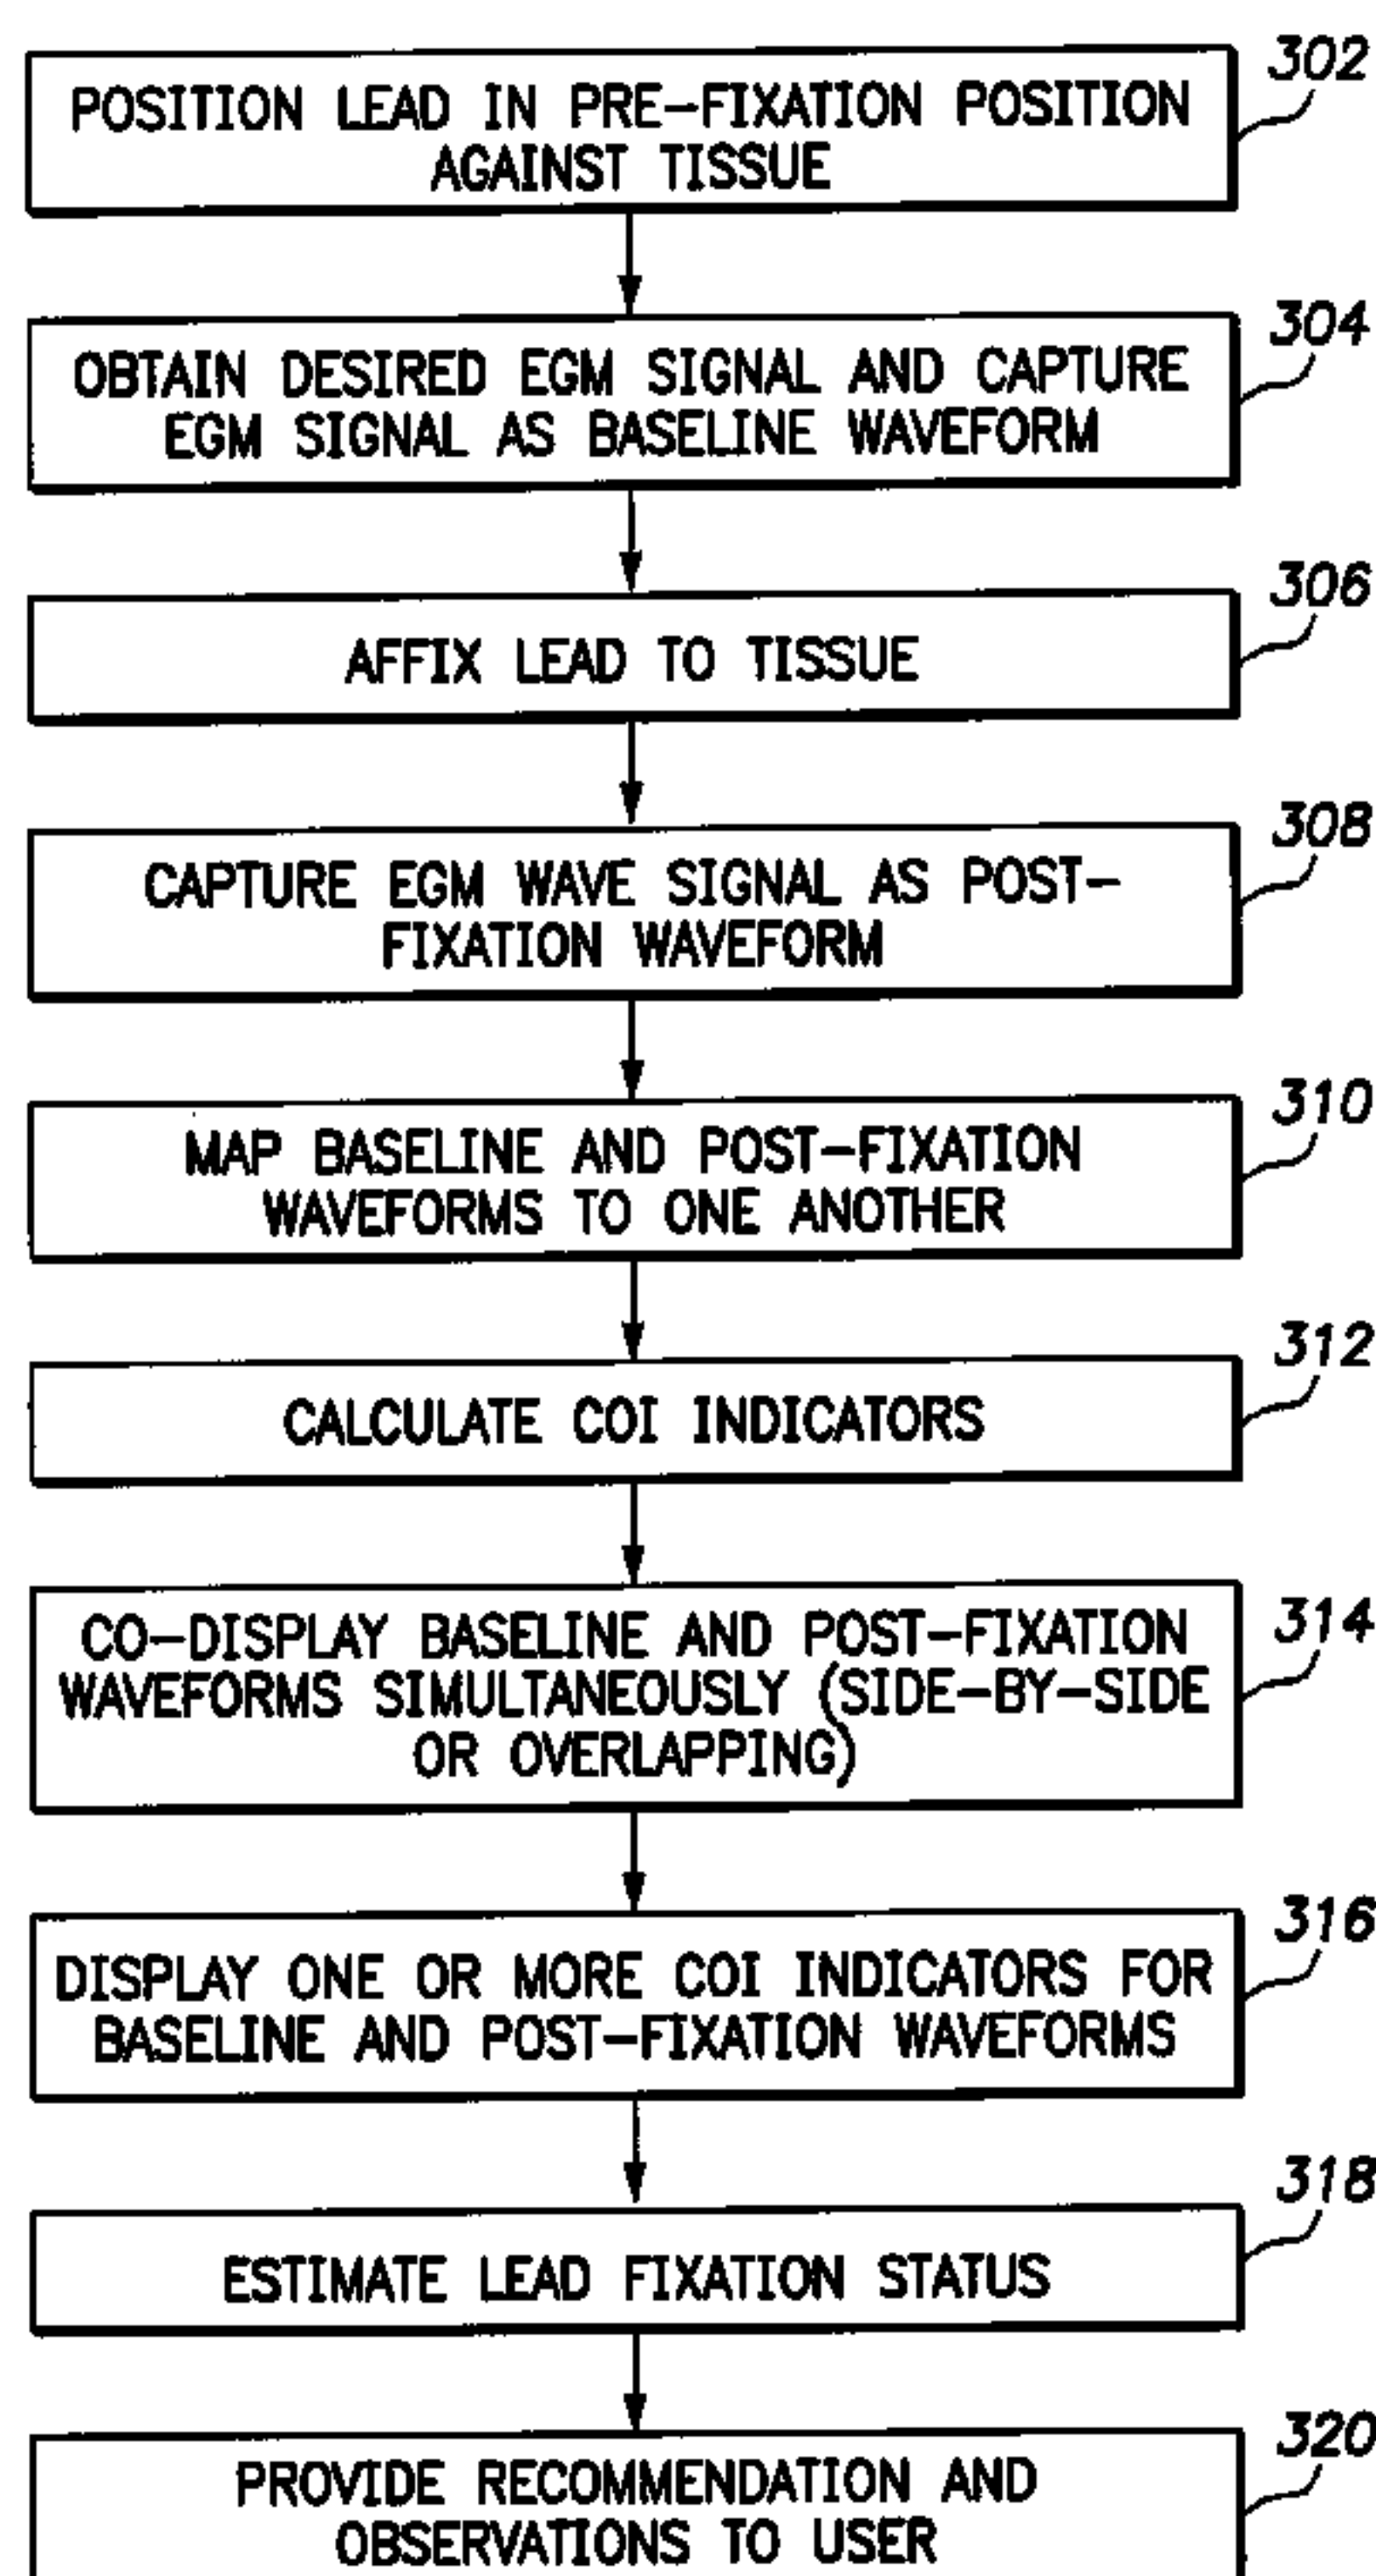 302
POSITION LEAD IN PRE-FIXATION POSITION
AGAINST TISSUE
304
OBTAIN DESIRED EGM SIGNAL AND CAPTURE
EGM SIGNAL AS BASELINE WAVEFORM
306
AFFIX LEAD TO TISSUE
308
CAPTURE EGM WAVE SIGNAL AS POST-
FIXATION WAVEFORM
310
MAP BASELINE AND POST-FIXATION
WAVEFORMS TO ONE ANOTHER
312
CALCULATE COI INDICATORS
314
CO-DISPLAY BASELINE AND POST-FIXATION
WAVEFORMS SIMULTANEOUSLY (SIDE-BY-SIDE
OR OVERLAPPING)
316
DISPLAY ONE OR MORE COI INDICATORS FOR
BASELINE AND POST-FIXATION WAVEFORMS
318
ESTIMATE LEAD FIXATION STATUS
320
PROVIDE RECOMMENDATION AND
OBSERVATIONS TO USER